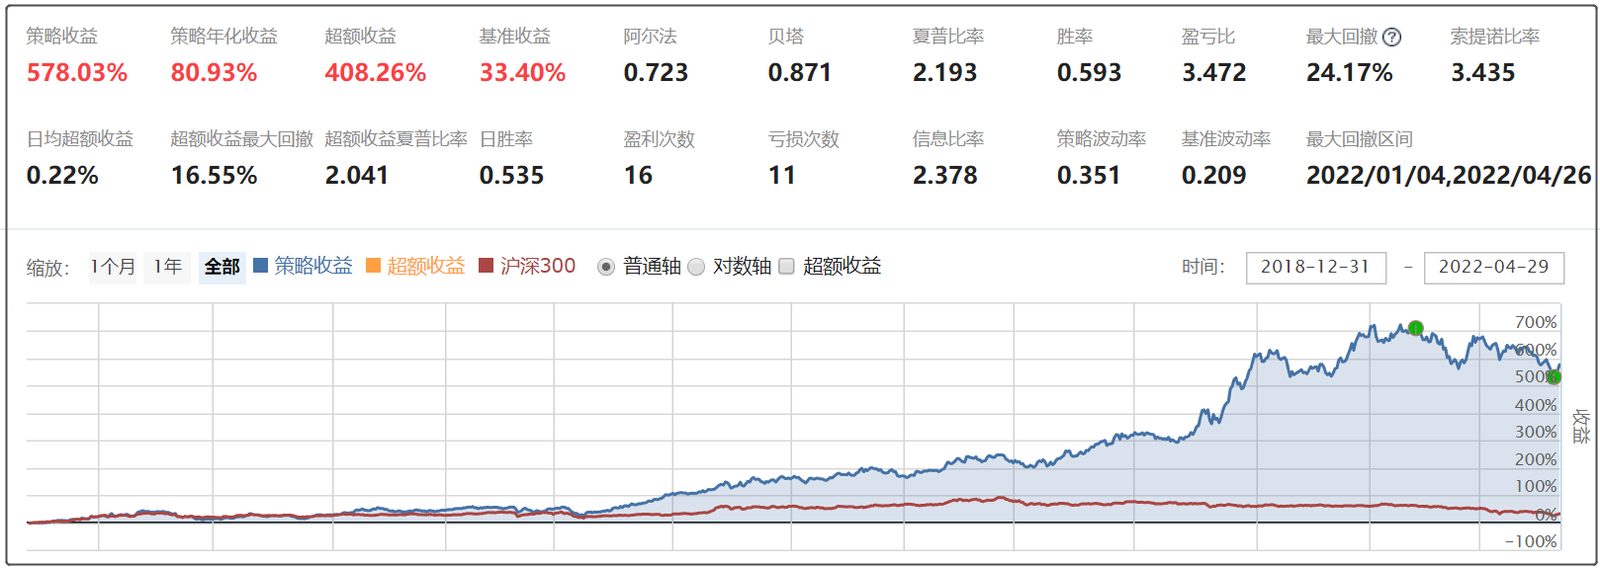 策略收益 策略年化收益 超额收益 基准收益 阿尔法 贝塔 夏普比率 胜率 盈亏比 最大回撤 ? 索提诺比率
578.03% 80.93% 408.26% 33.40% 0.723 0.871 2.193 0.593 3.472 24.17% 3.435
日均超额收益 超额收益最大回撤 超额收益夏普比率 日胜率 盈利次数 亏损次数 信息比率 策略波动率 基准波动率 最大回撤区间
0.22% 16.55% 2.041 0.535 16 11 2.378 0.351 0.209 2022/01/04,2022/04/26
缩放: 1个月 1年 全部 策略收益 超额收益 沪深300 普通轴 对数轴 超额收益 时间: 2018-12-31 - 2022-04-29
700%
600%
500%
400%
300%
200%
100%
0%
-100%
收益